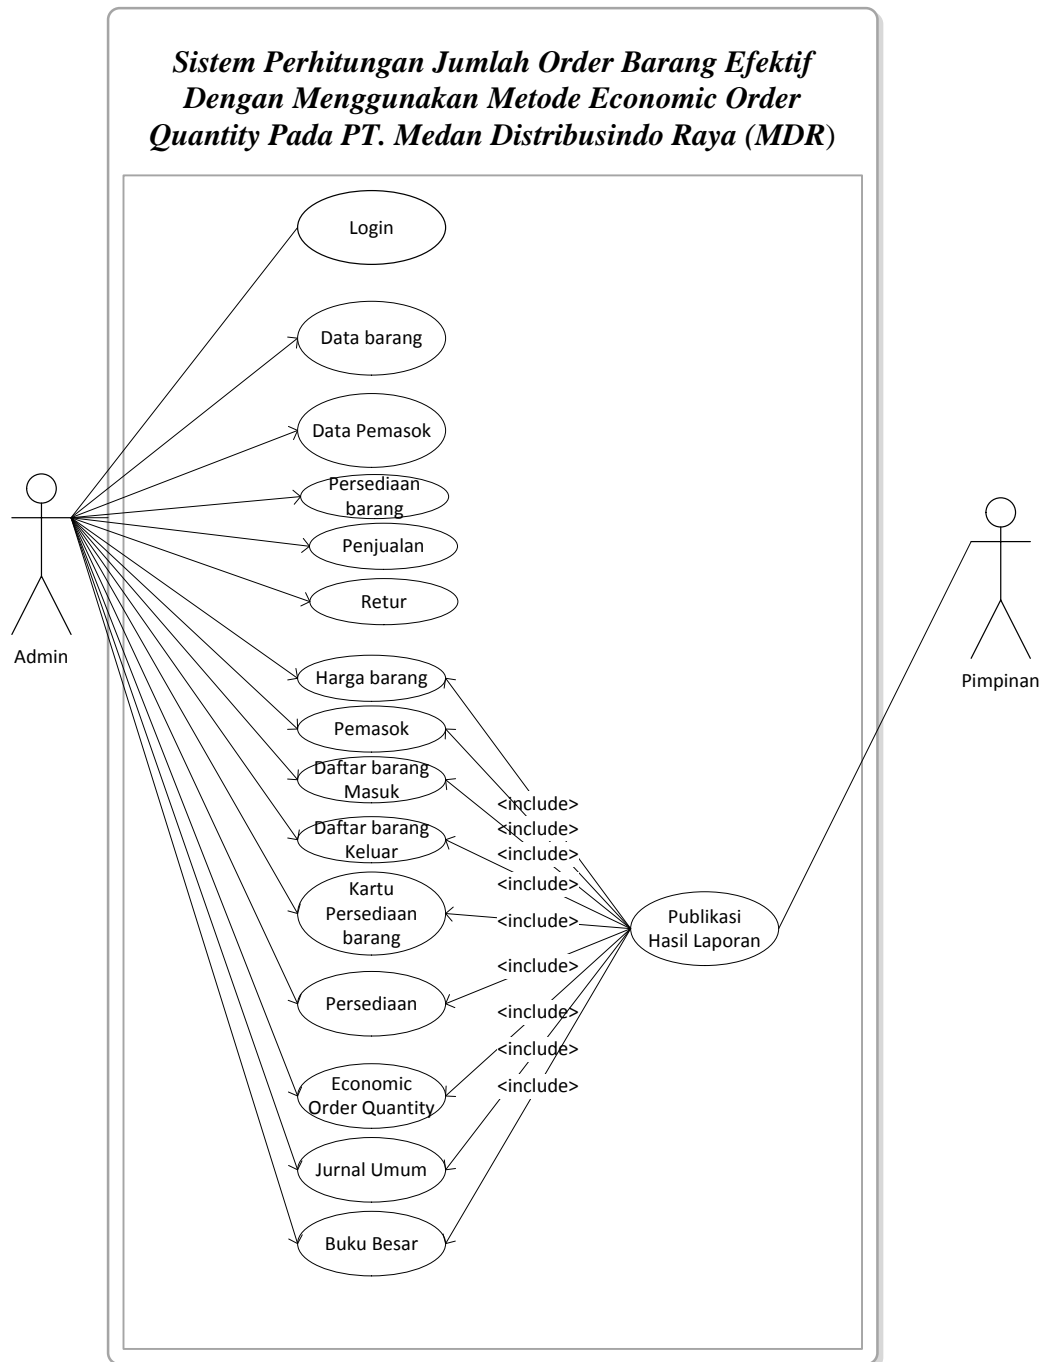 Sistem Perhitungan Jumlah Order Barang Efektif
Dengan Menggunakan Metode Economic Order
Quantity Pada PT. Medan Distribusindo Raya (MDR)
Login
Data barang
Data Pemasok
Persediaan
barang
Penjualan
Retur
Admin
Harga barang
Pimpinan
Pemasok
Daftar barang
Masuk
Daftar barang
Keluar
Kartu
Persediaan
barang
Persediaan
Economic
Order Quantity
Jurnal Umum
Buku Besar
<include>
<include>
<include>
<include>
<include>
<include>
<include>
<include>
<include>
Publikasi
Hasil Laporan